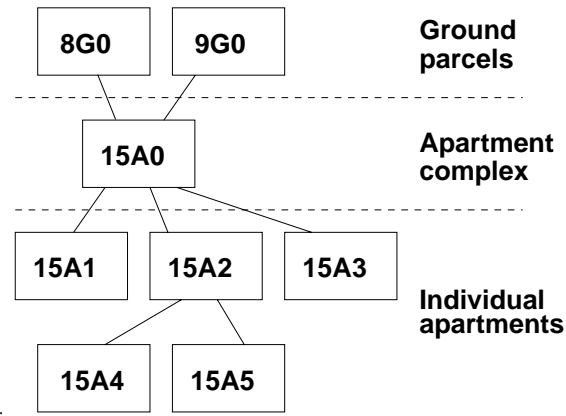 8G0 9G0 Ground
parcels
15A0 Apartment
complex
15A1 15A2 15A3
Individual
apartments
15A4 15A5